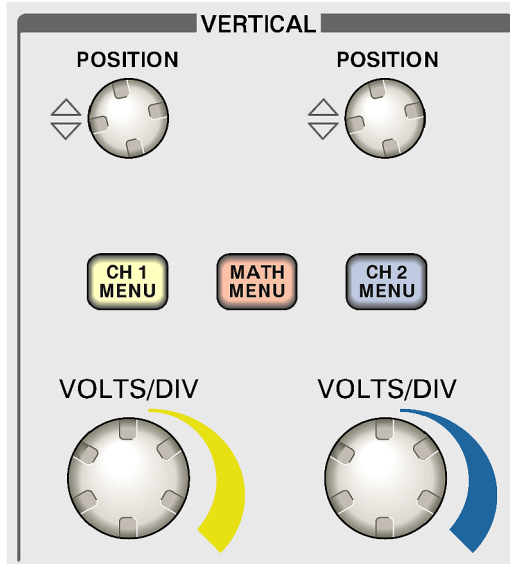 VERTICAL
POSITION
POSITION
CH 1
MENU
MATH
MENU
CH 2
MENU
VOLTS/DIV
VOLTS/DIV